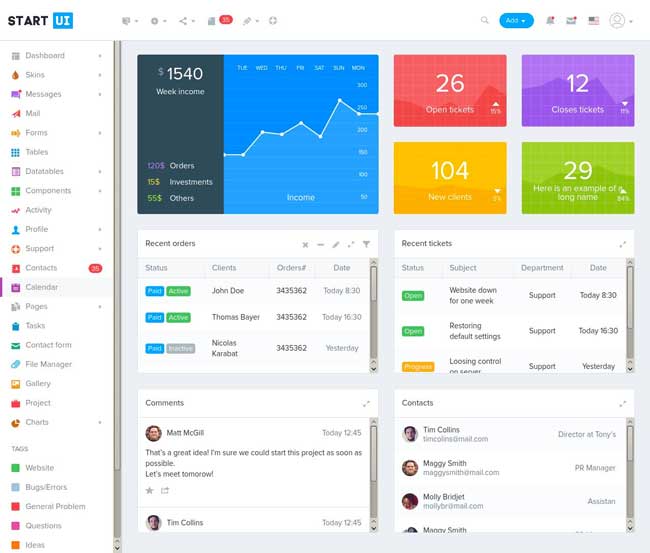 START UI
35
Add
Dashboard
Skins
Messages
Mail
Forms
Tables
Datatables
Components
Activity
Profile
Support
Contacts 35
Calendar
Pages
Tasks
Contact form
File Manager
Gallery
Project
Charts
TAGS
Website
Bugs/Errors
General Problem
Questions
Ideas
$ 1540
Week income
120$ Orders
15$ Investments
55$ Others
TUE WED THU FRI SAT SUN MON
300
250
200
150
100
50
Income
26
Open tickets
15%
12
Closes tickets
11%
104
New clients
5%
29
Here is an example of a
long name
84%
Recent orders
Status Clients Orders# Date
Paid Active John Doe 3435362 Today 8:30
Paid Active Thomas Bayer 3435362 Today 16:30
Paid Inactive Nicolas
Karabat 3435362 Yesterday
Recent tickets
Status Subject Department Date
Open Website down
for one week Support Today 8:30
Open Restoring
default settings Support Today 16:30
Progress Loosing control
on server Support Yesterday
Comments
Matt McGill Today 12:45
That's a great idea! I'm sure we could start this project as soon as
possible.
Let's meet tomorow!
Tim Collins Today 12:45
Contacts
Tim Collins
timcolins@mail.com Director at Tony's
Maggy Smith
maggysmith@mail.com PR Manager
Molly Bridjet
mollybr@mail.com Assistan
Maggy Smith